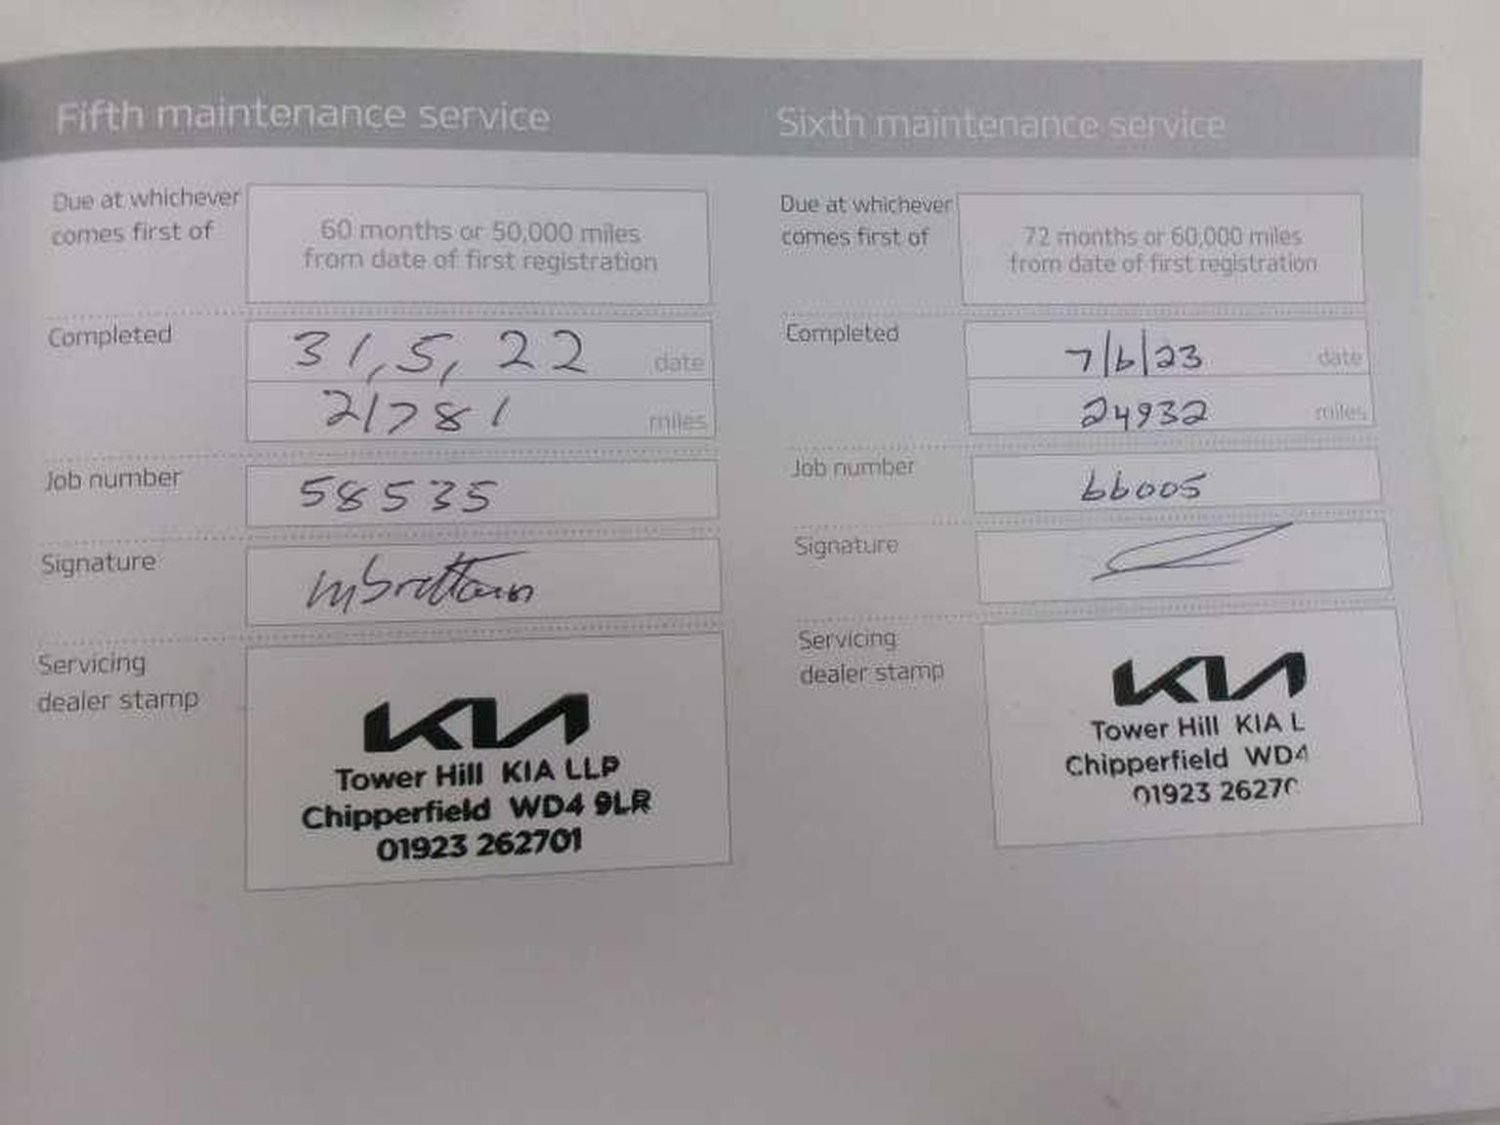 Fifth maintenance service
Due at whichever
comes first of
60 months or 50,000 miles
from date of first registration
Completed
31,5,22 date
21781 miles
Job number
58535
Signature
Servicing
dealer stamp
KIA
Tower Hill KIA LLP
Chipperfield WD4 9LR
01923 262701
Sixth maintenance service
Due at whichever
comes first of
72 months or 60,000 miles
from date of first registration
Completed
7/6/23 date
24932 miles
Job number
66005
Signature
Servicing
dealer stamp
KIA
Tower Hill KIA L
Chipperfield WD4
01923 2627